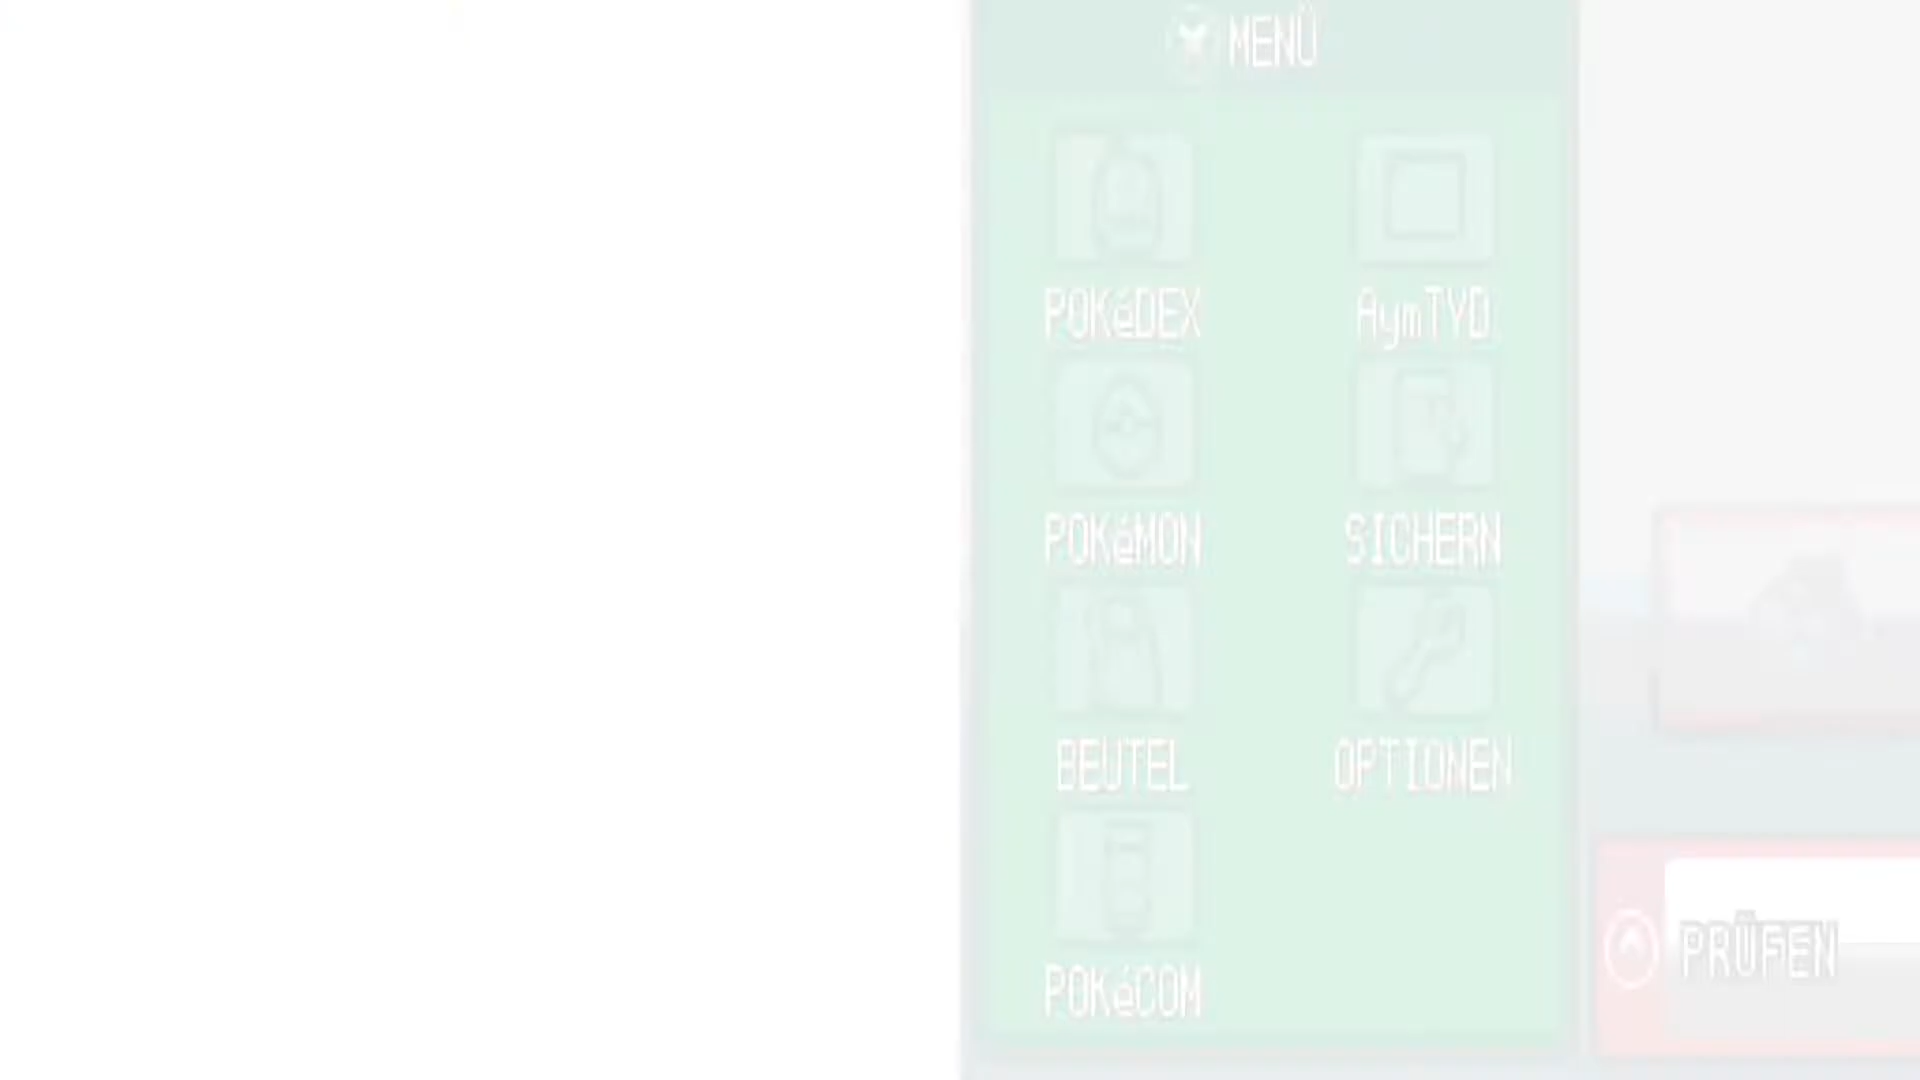 MENÜ
POKéDEX
AymTYD.
POKéMON
SICHERN
BEUTEL
OPTIONEN
POKéCOM
PRÜFEN